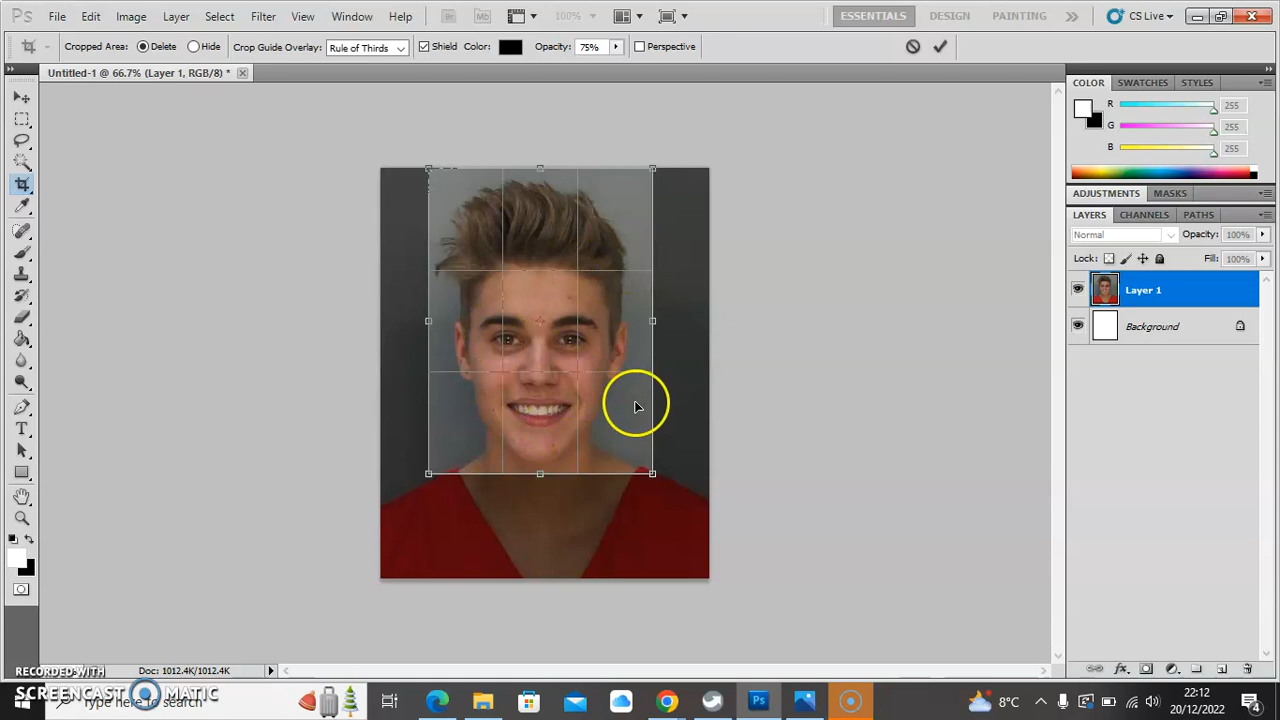 Ps File Edit Image Layer Select Filter View Window Help Br Mb 100% ESSENTIALS DESIGN PAINTING CS Live
Cropped Area: Delete Hide Crop Guide Overlay: Rule of Thirds Shield Color: Opacity: 75% Perspective
Untitled-1 @ 66.7% (Layer 1, RGB/8) *
COLOR SWATCHES STYLES
R 255
G 255
B 255
ADJUSTMENTS MASKS
LAYERS CHANNELS PATHS
Normal Opacity: 100%
Lock: Fill: 100%
Layer 1
Background
Doc: 1012.4K/1012.4K
RECORDED WITH
SCREENCAST MATIC
Type here to search
Ps
8°C
22:12
20/12/2022
4